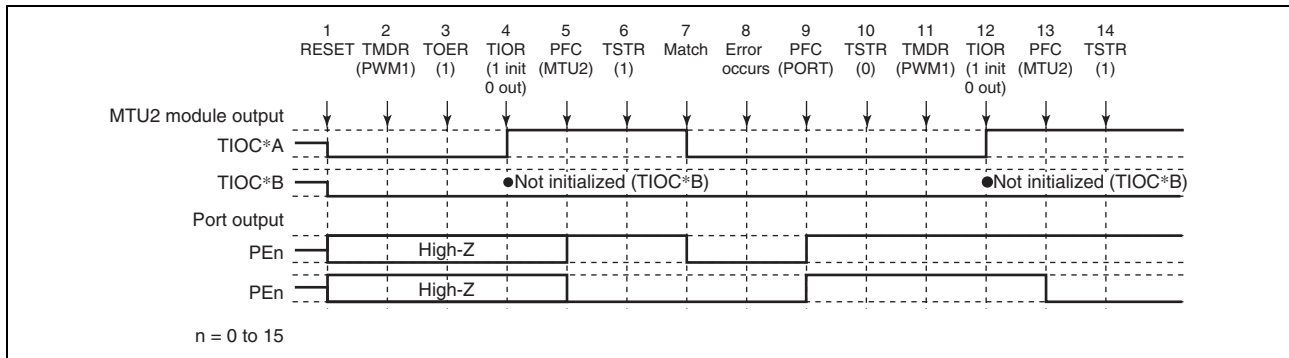 1 2 3 4 5 6 7 8 9 10 11 12 13 14
RESET TMDR TOER TIOR PFC TSTR Match Error PFC TSTR TMDR TIOR PFC TSTR
(PWM1) (1) (1 init (MTU2) (1) occurs (PORT) (0) (PWM1) (1 init (MTU2) (1)
0 out) 0 out)
MTU2 module output
TIOC*A
TIOC*B ●Not initialized (TIOC*B) ●Not initialized (TIOC*B)
Port output
PEn High-Z
PEn High-Z
n = 0 to 15